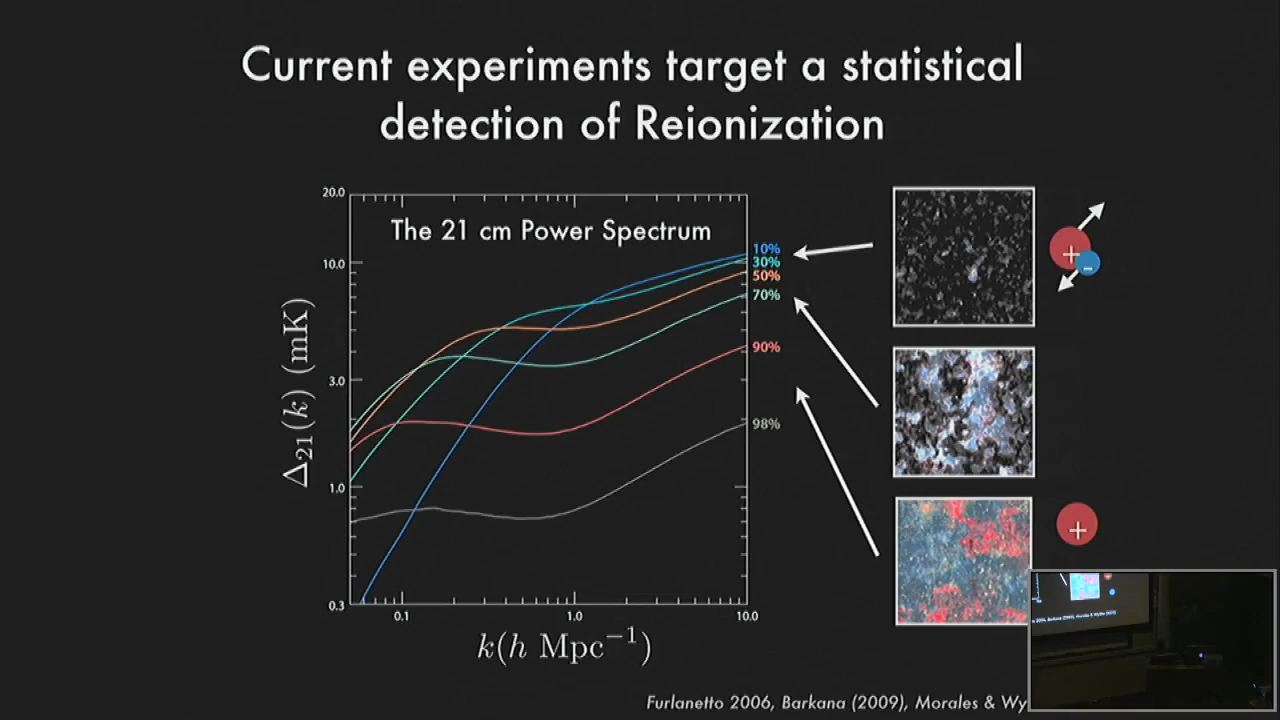 Current experiments target a statistical
detection of Reionization
The 21 cm Power Spectrum
20.0
10.0
3.0
1.0
0.3
Δ21(k) (mK)
0.1
1.0
10.0
k(h Mpc−1)
10%
30%
50%
70%
90%
98%
+
-
+
Furlanetto 2006, Barkana (2009), Morales & Wy